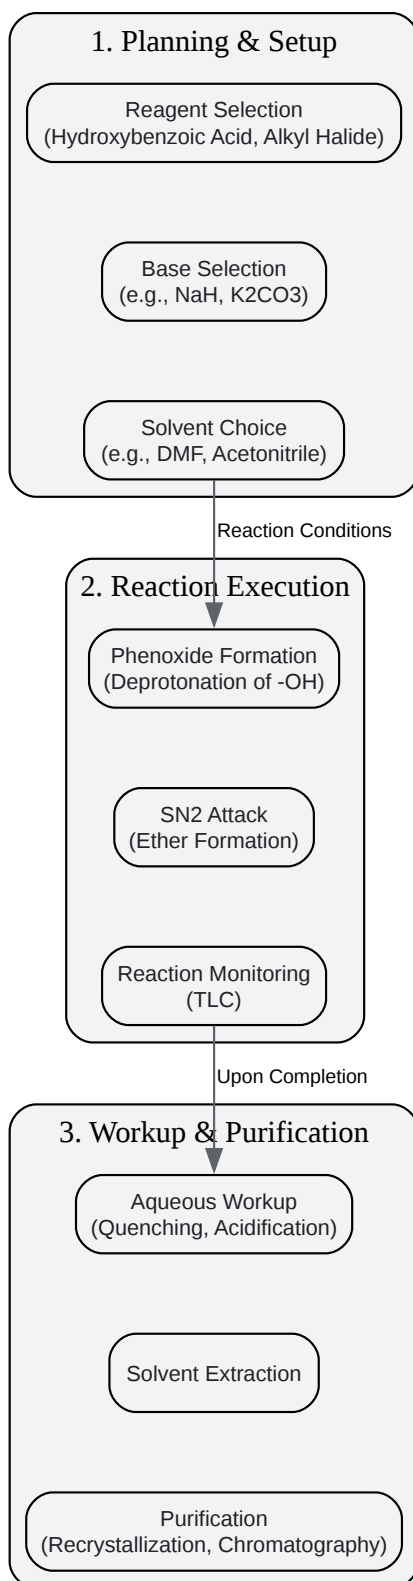 1. Planning & Setup
Reagent Selection
(Hydroxybenzoic Acid, Alkyl Halide)
Base Selection
(e.g., NaH, K2CO3)
Solvent Choice
(e.g., DMF, Acetonitrile)
Reaction Conditions
2. Reaction Execution
Phenoxide Formation
(Deprotonation of -OH)
SN2 Attack
(Ether Formation)
Reaction Monitoring
(TLC)
Upon Completion
3. Workup & Purification
Aqueous Workup
(Quenching, Acidification)
Solvent Extraction
Purification
(Recrystallization, Chromatography)